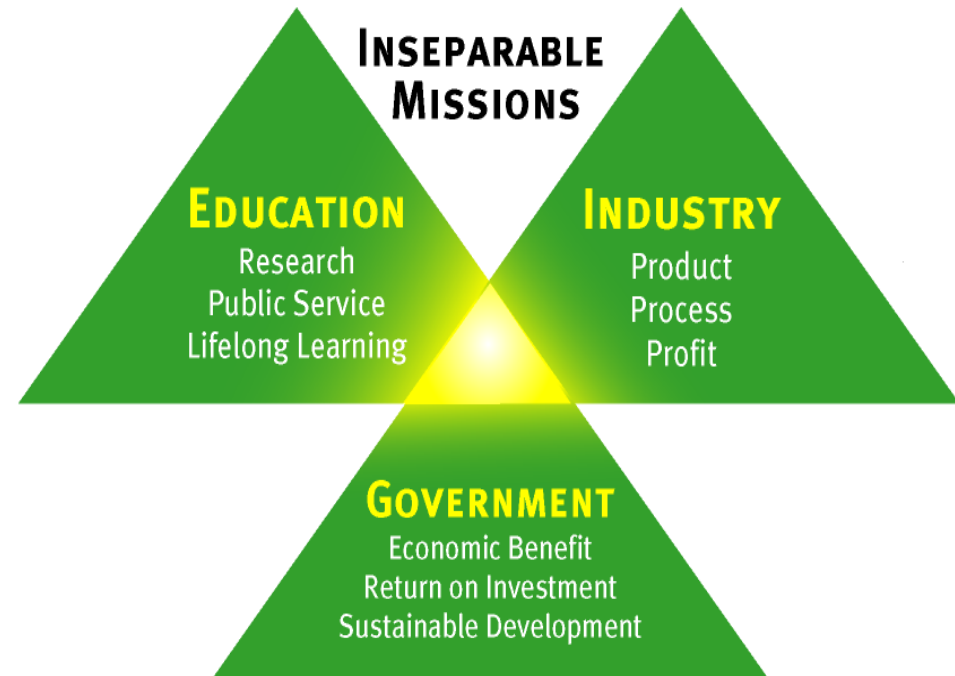 INSEPARABLE
MISSIONS
EDUCATION
Research
Public Service
Lifelong Learning
INDUSTRY
Product
Process
Profit
GOVERNMENT
Economic Benefit
Return on Investment
Sustainable Development